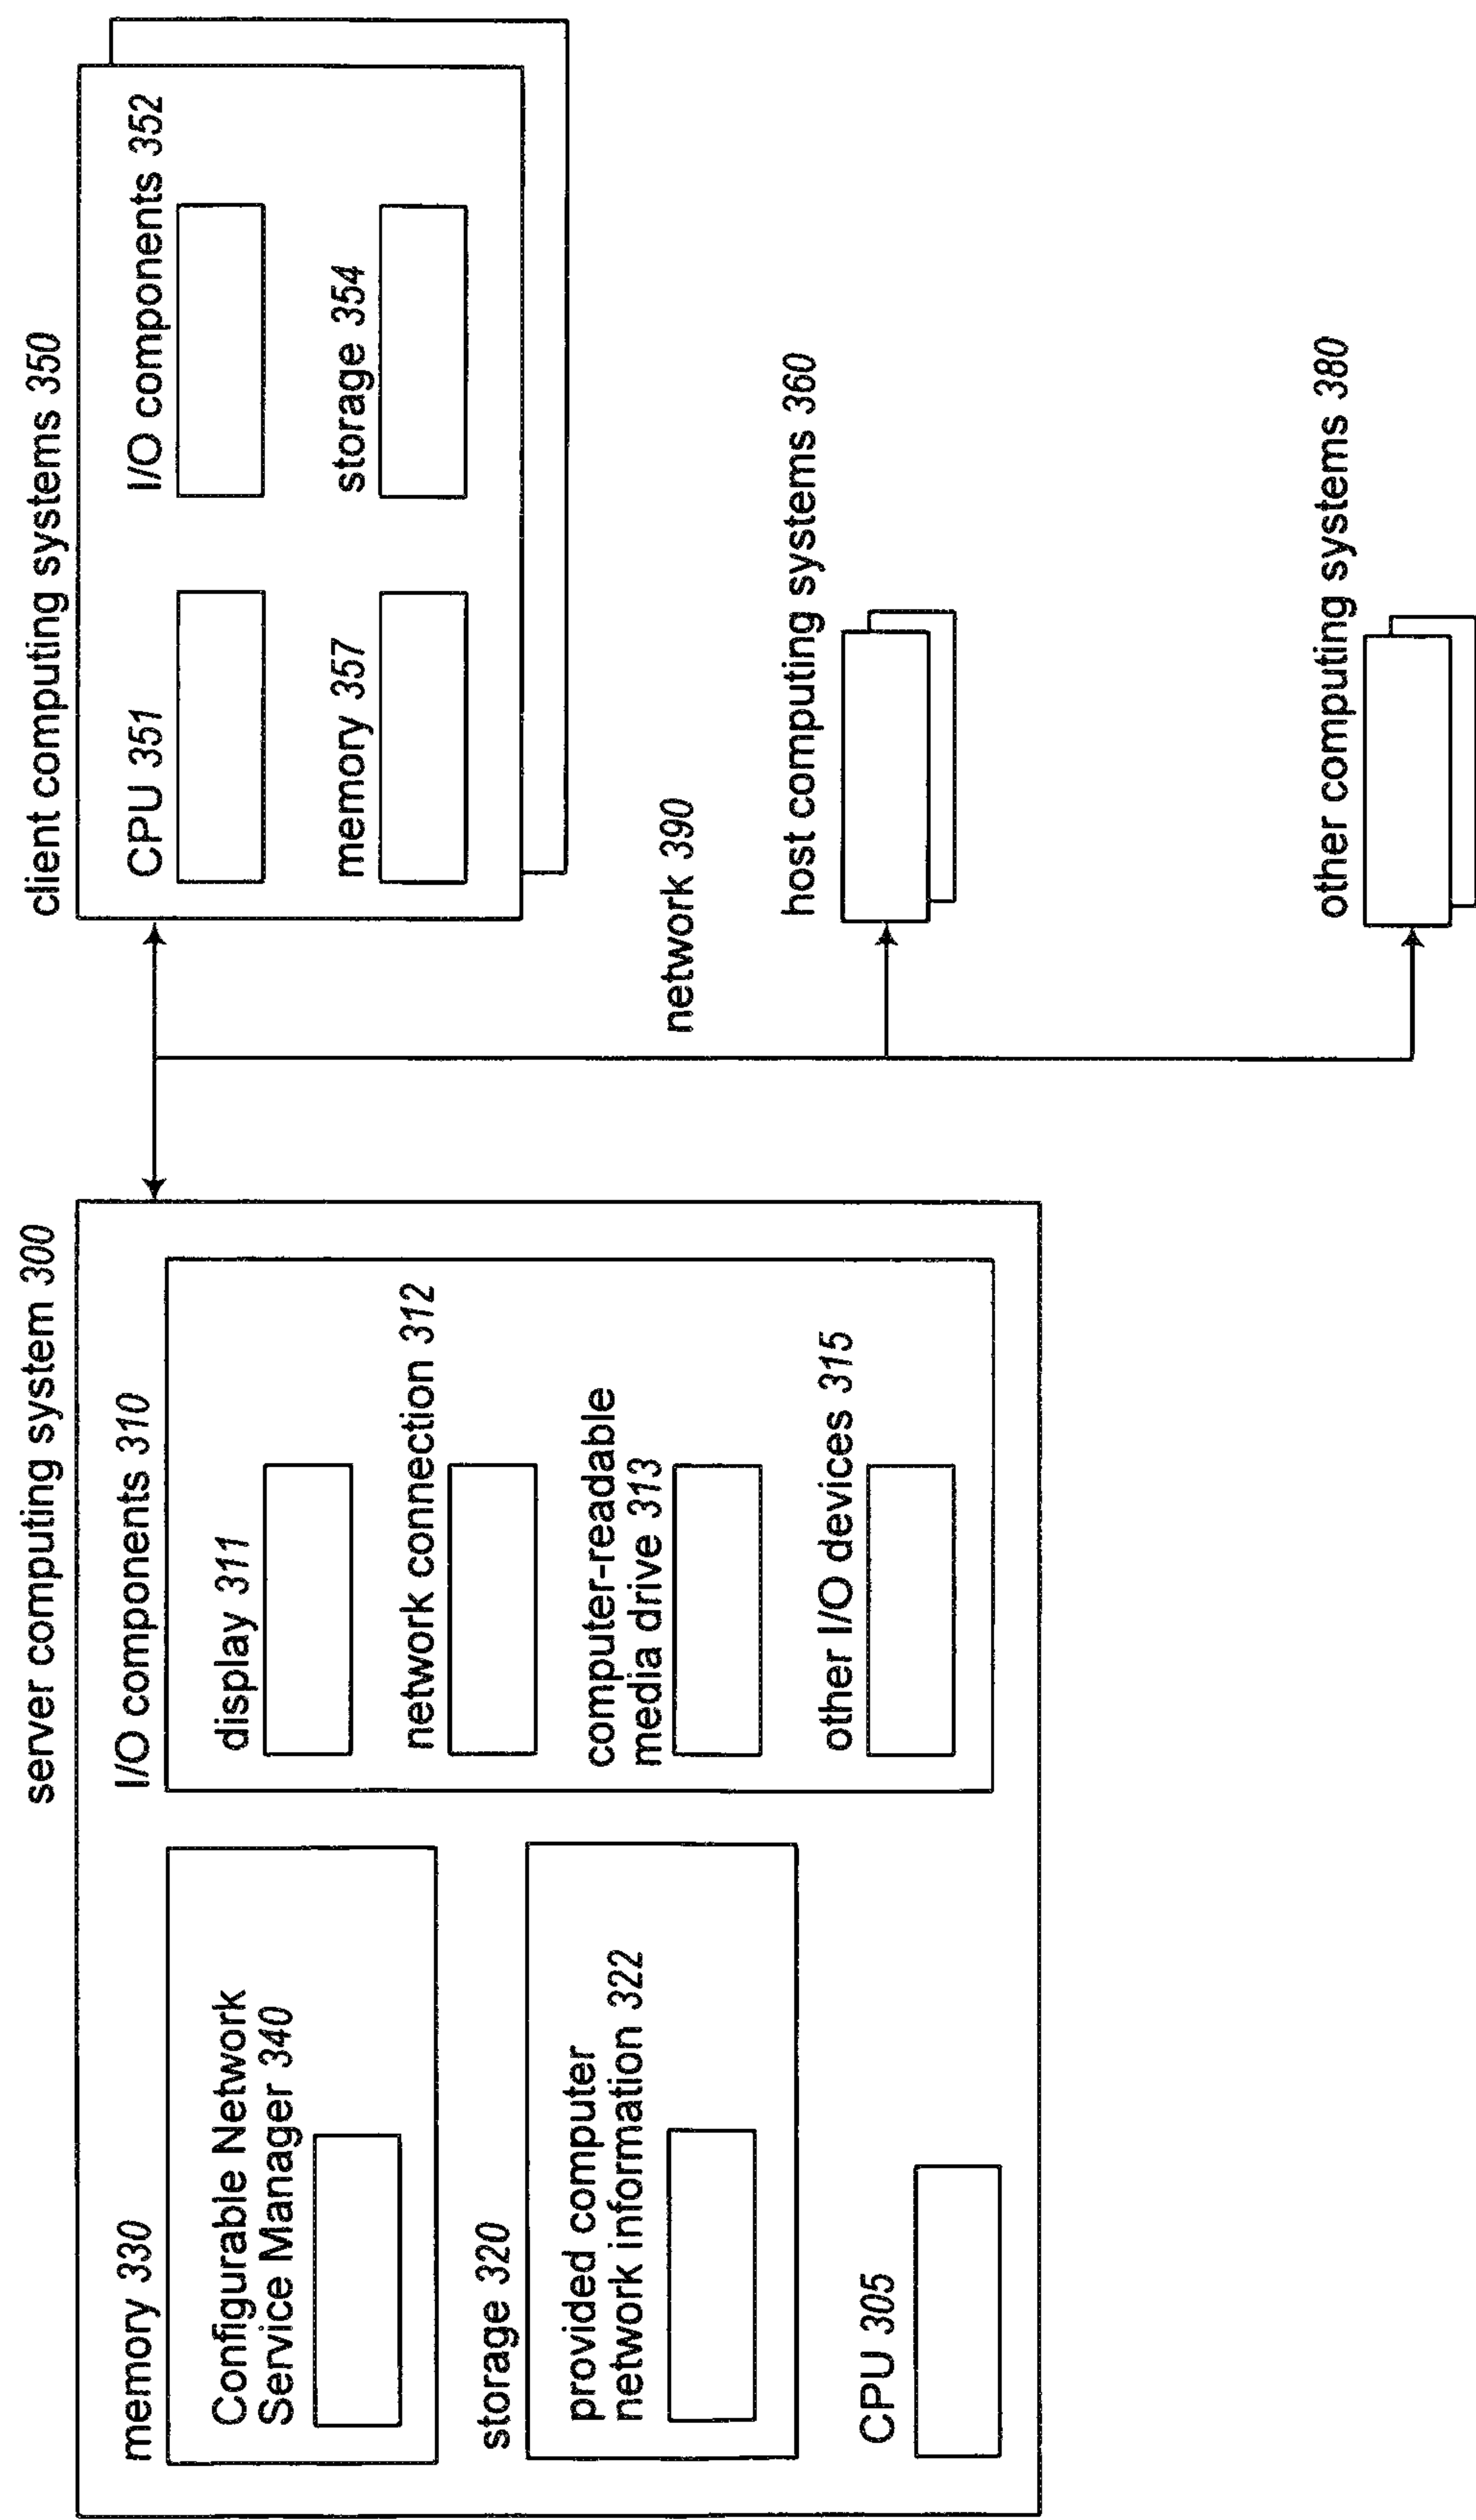 server computing system 300
memory 330
Configurable Network
Service Manager 340
storage 320
provided computer
network information 322
CPU 305
I/O components 310
display 311
network connection 312
computer-readable
media drive 313
other I/O devices 315
client computing systems 350
CPU 351
I/O components 352
memory 357
storage 354
network 390
host computing systems 360
other computing systems 380